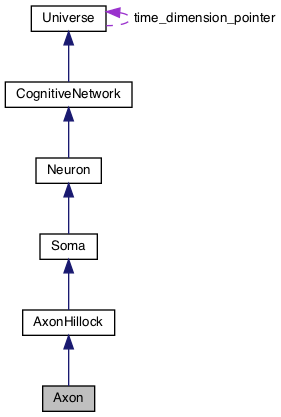 Universe
time_dimension_pointer
CognitiveNetwork
Neuron
Soma
AxonHillock
Axon